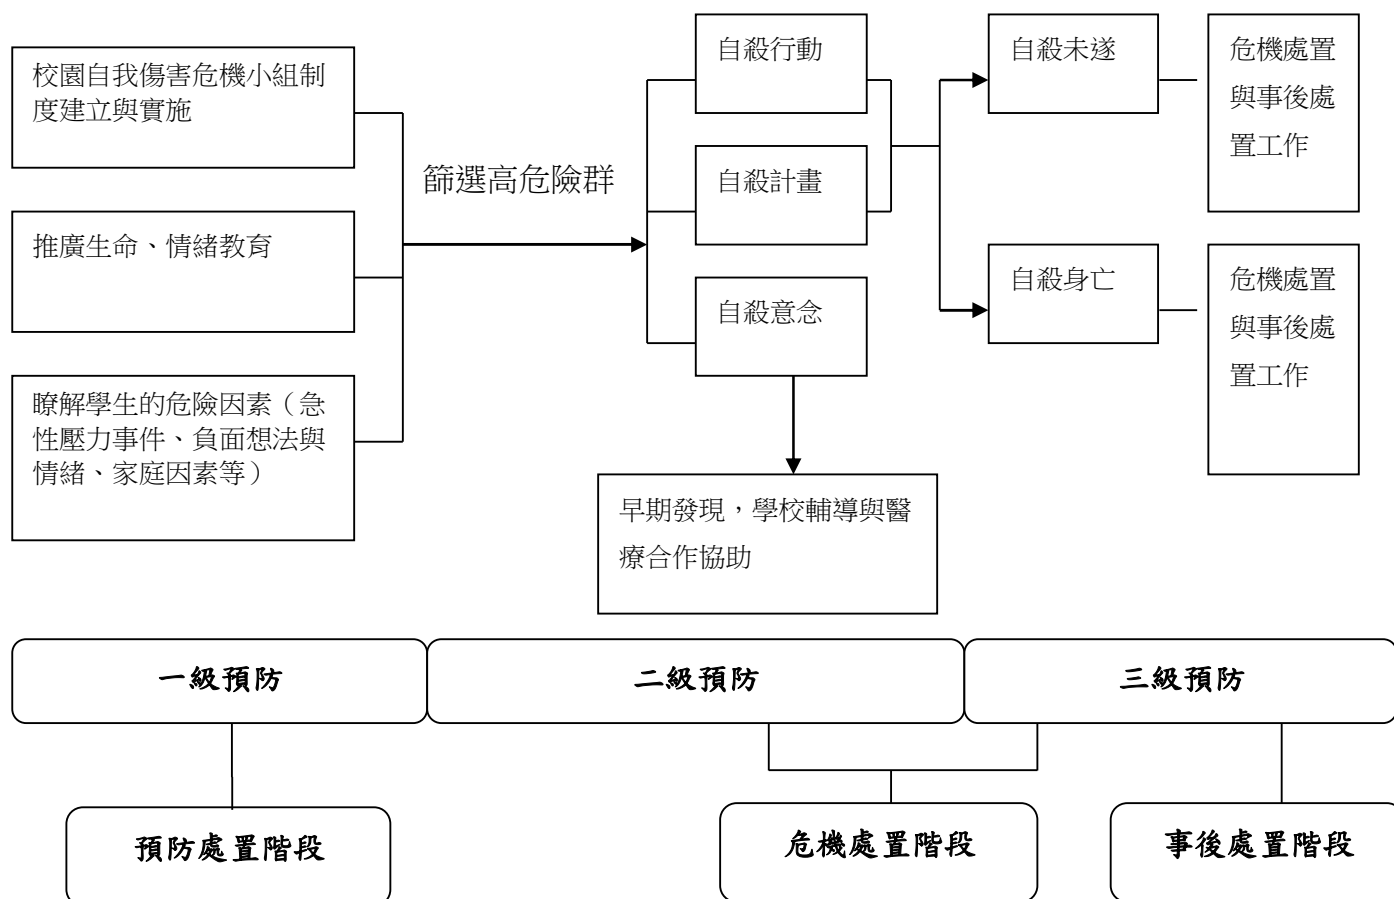 校園自我傷害危機小組制
度建立與實施
推廣生命、情緒教育
瞭解學生的危險因素（急
性壓力事件、負面想法與
情緒、家庭因素等）
篩選高危險群
自殺行動
自殺計畫
自殺意念
早期發現，學校輔導與醫
療合作協助
自殺未遂
自殺身亡
危機處置
與事後處
置工作
危機處置
與事後處
置工作
一級預防
二級預防
三級預防
預防處置階段
危機處置階段
事後處置階段